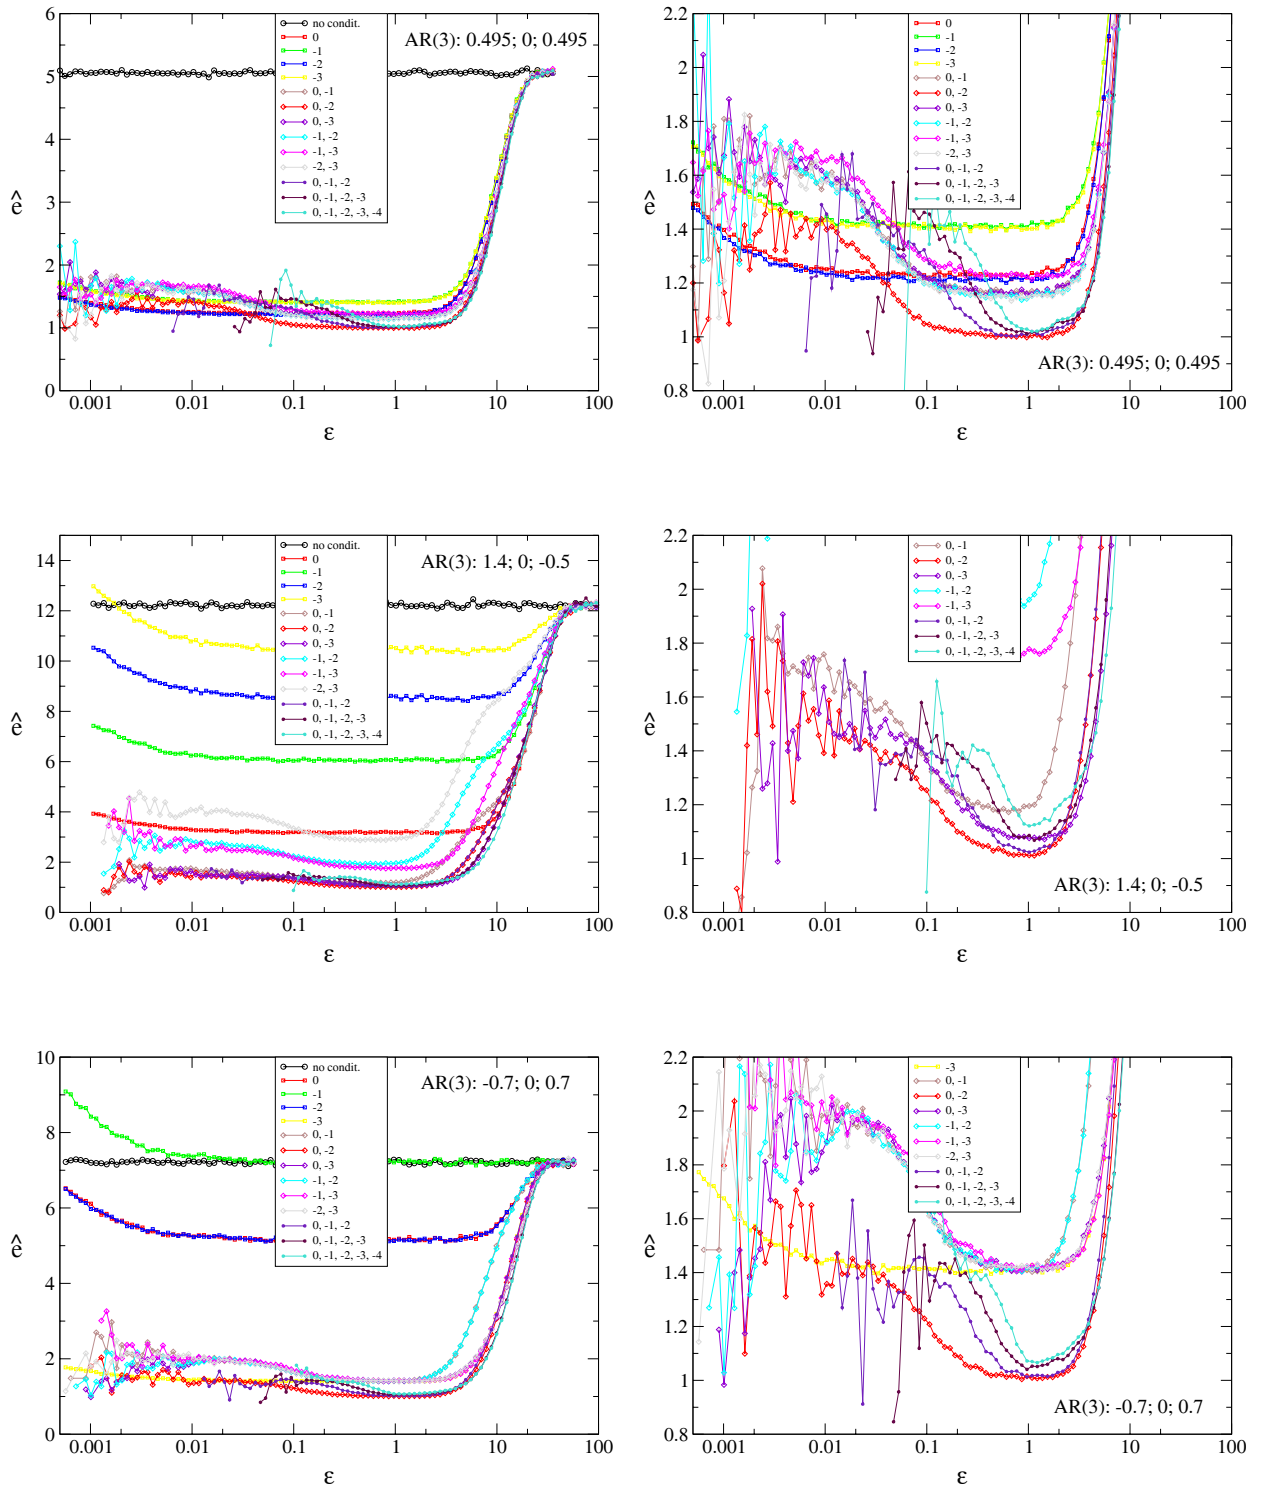 AR(3): 0.495; 0; 0.495
no condit.
0
-1
-2
-3
0, -1
0, -2
0, -3
-1, -2
-1, -3
-2, -3
0, -1, -2
0, -1, -2, -3
0, -1, -2, -3, -4
6
5
4
3
2
1
0
ê
0.001 0.01 0.1 1 10 100
ε
0
-1
-2
-3
0, -1
0, -2
0, -3
-1, -2
-1, -3
-2, -3
0, -1, -2
0, -1, -2, -3
0, -1, -2, -3, -4
AR(3): 0.495; 0; 0.495
2.2
2
1.8
1.6
1.4
1.2
1
0.8
ê
0.001 0.01 0.1 1 10 100
ε
AR(3): 1.4; 0; -0.5
no condit.
0
-1
-2
-3
0, -1
0, -2
0, -3
-1, -2
-1, -3
-2, -3
0, -1, -2
0, -1, -2, -3
0, -1, -2, -3, -4
14
12
10
8
6
4
2
0
ê
0.001 0.01 0.1 1 10 100
ε
0, -1
0, -2
0, -3
-1, -2
-1, -3
0, -1, -2
0, -1, -2, -3
0, -1, -2, -3, -4
AR(3): 1.4; 0; -0.5
2.2
2
1.8
1.6
1.4
1.2
1
0.8
ê
0.001 0.01 0.1 1 10 100
ε
AR(3): -0.7; 0; 0.7
no condit.
0
-1
-2
-3
0, -1
0, -2
0, -3
-1, -2
-1, -3
-2, -3
0, -1, -2
0, -1, -2, -3
0, -1, -2, -3, -4
10
8
6
4
2
0
ê
0.001 0.01 0.1 1 10 100
ε
-3
0, -1
0, -2
0, -3
-1, -2
-1, -3
-2, -3
0, -1, -2
0, -1, -2, -3
0, -1, -2, -3, -4
AR(3): -0.7; 0; 0.7
2.2
2
1.8
1.6
1.4
1.2
1
0.8
ê
0.001 0.01 0.1 1 10 100
ε